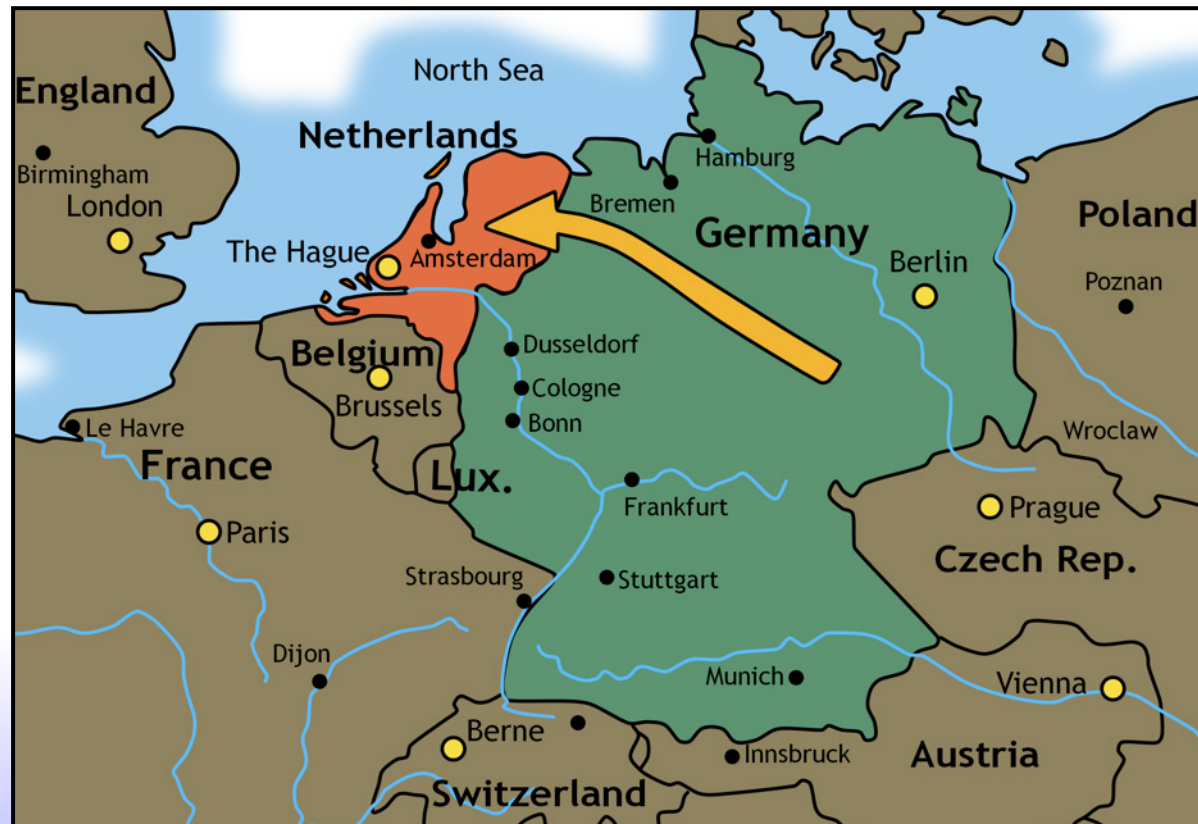 North Sea
England
Netherlands
Birmingham
London
Hamburg
Bremen
Germany
Poland
The Hague
Amsterdam
Berlin
Poznan
Belgium
Dusseldorf
Brussels
Cologne
Bonn
Le Havre
Wroclaw
France
Lux.
Frankfurt
Prague
Paris
Czech Rep.
Strasbourg
Stuttgart
Dijon
Munich
Vienna
Berne
Innsbruck
Austria
Switzerland